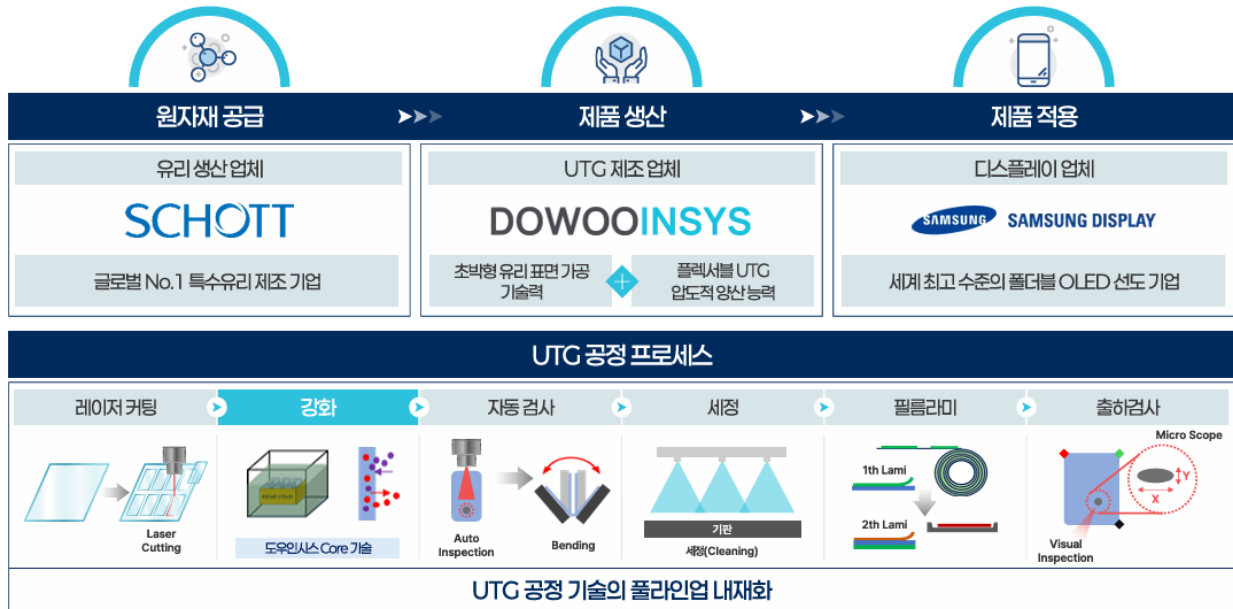 원자재 공급
제품 생산
제품 적용
유리 생산 업체
SCHOTT
글로벌 No.1 특수유리 제조 기업
UTG 제조 업체
DOWOOINSYS
초박형 유리 표면 가공
기술력
플렉서블 UTG
압도적 양산 능력
디스플레이 업체
SAMSUNG
SAMSUNG DISPLAY
세계 최고 수준의 폴더블 OLED 선도 기업
UTG 공정 프로세스
레이저 커팅
강화
자동 검사
세정
필름라미
출하검사
Laser
Cutting
도우인시스 Core 기술
Auto
Inspection
Bending
기판
세정(Cleaning)
1th Lami
2th Lami
Micro Scope
Y
X
Visual
Inspection
UTG 공정 기술의 풀라인업 내재화